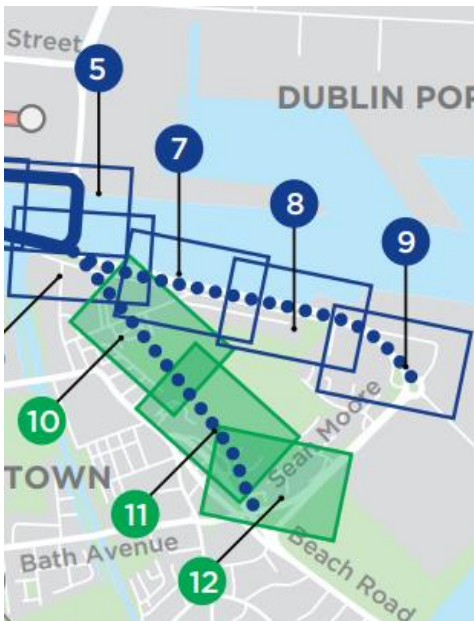 Street
5
DUBLIN POR
7
8
9
10
Sean Moore
TOWN
11
Bath Avenue
12
Beach Road